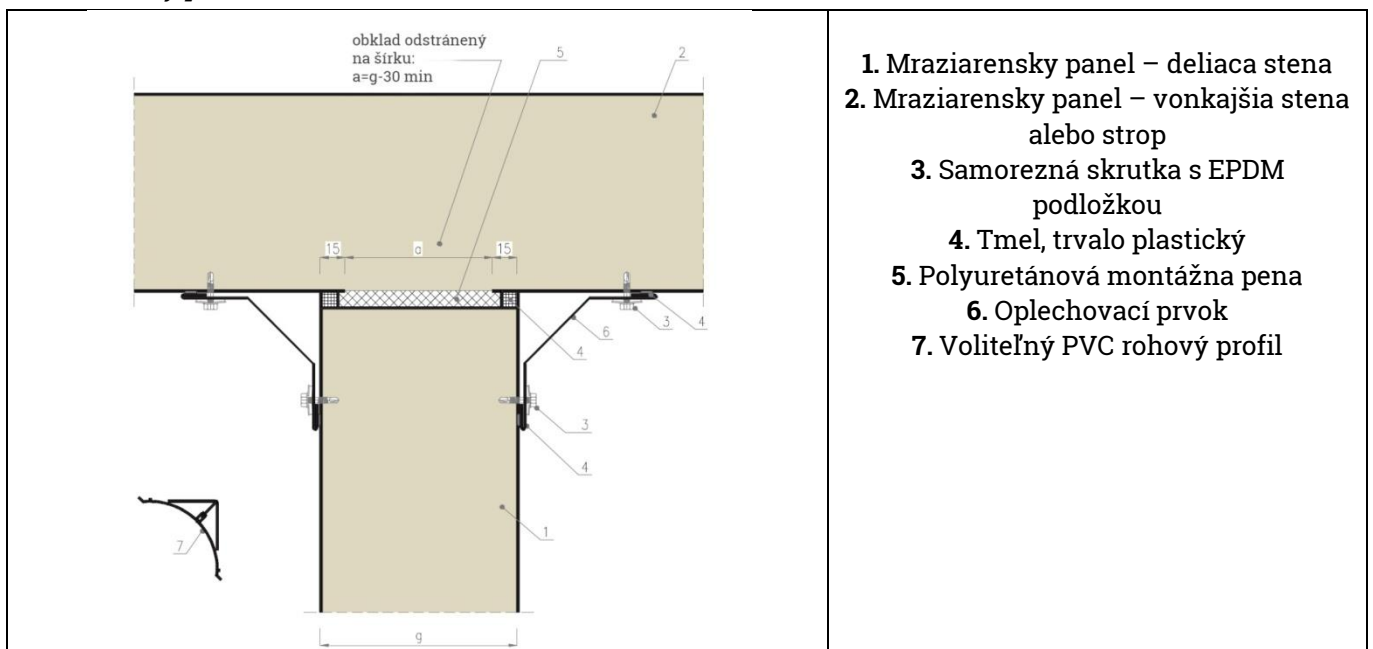 obklad odstránený
na šírku:
a=g-30 min
5
2
15
a
15
3
4
6
4
3
4
1
7
g
1. Mraziarensky panel – deliaca stena
2. Mraziarensky panel – vonkajšia stena
alebo strop
3. Samorezná skrutka s EPDM
podložkou
4. Tmel, trvalo plastický
5. Polyuretánová montážna pena
6. Oplechovací prvok
7. Voliteľný PVC rohový profil